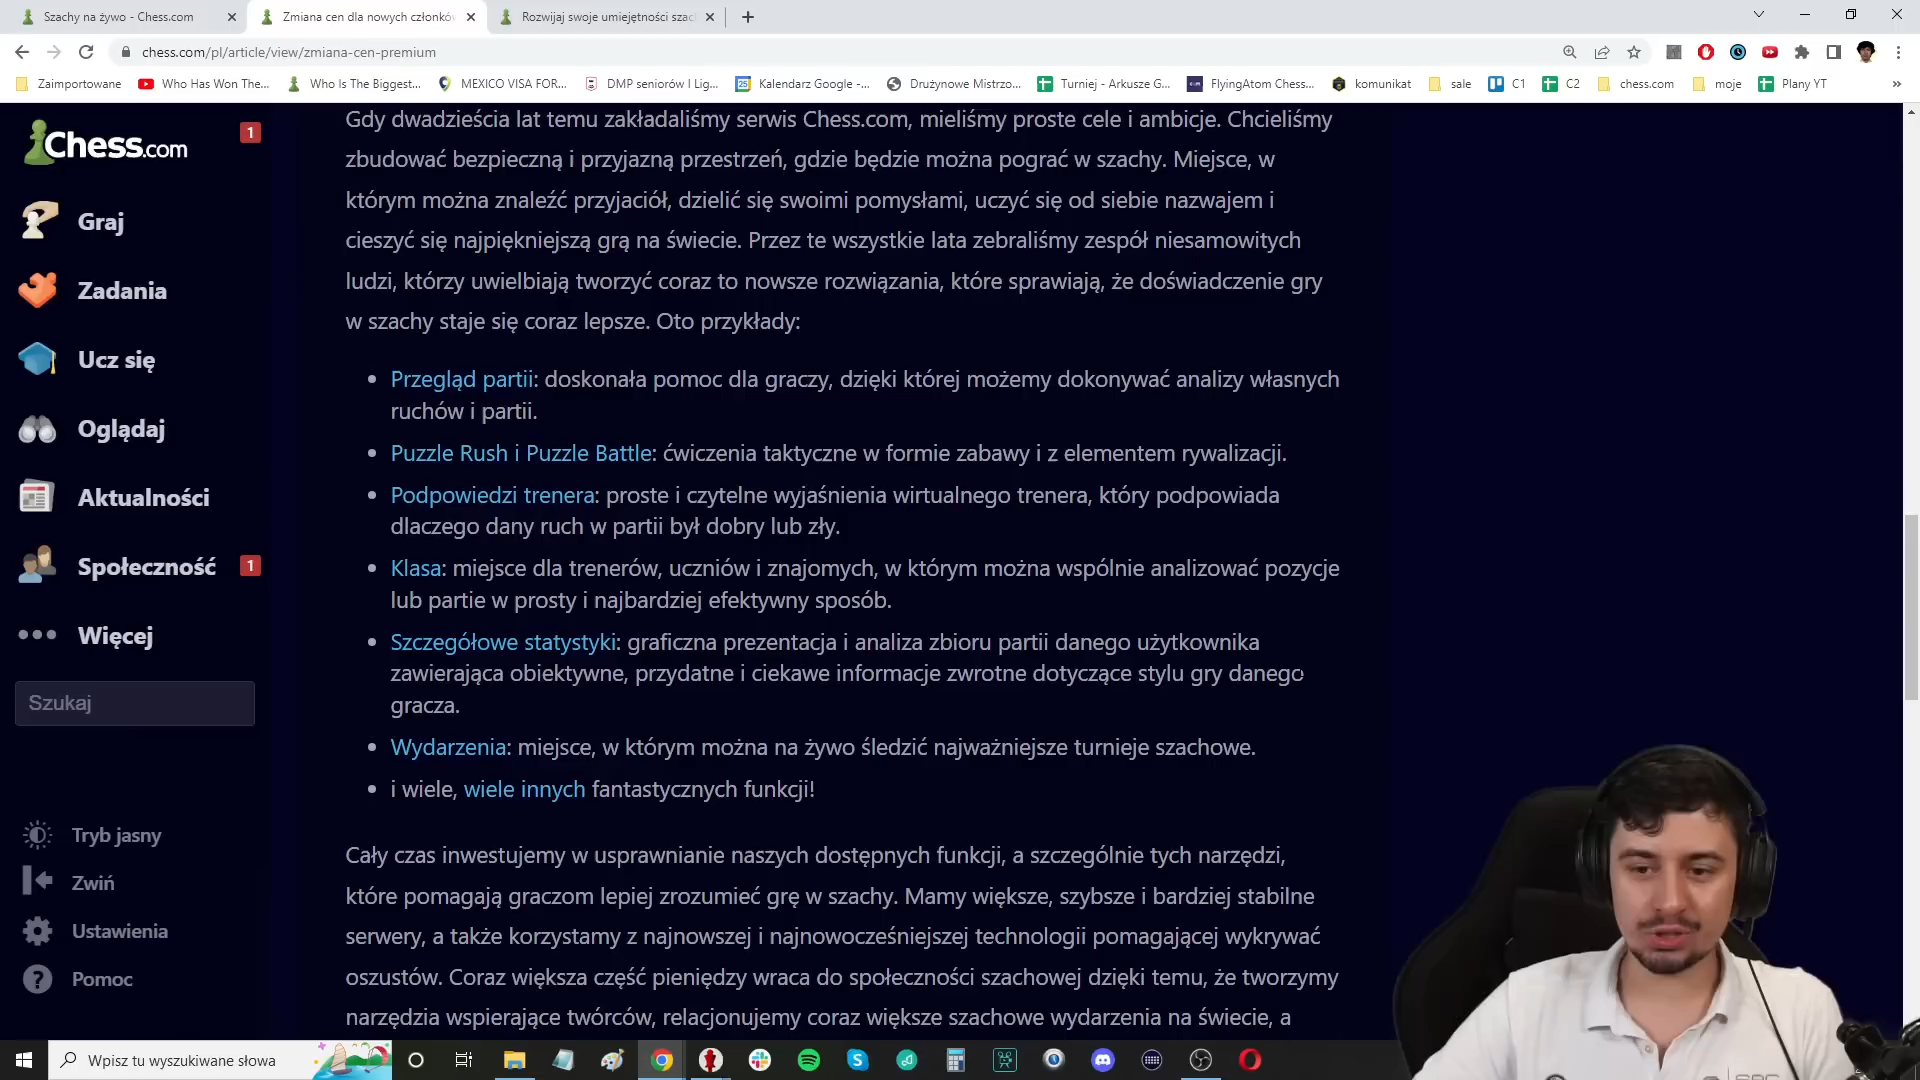 Szachy na żywo - Chess.com
Zmiana cen dla nowych członków
Rozwijaj swoje umiejętności szac
chess.com/pl/article/view/zmiana-cen-premium
Zaimportowane
Who Has Won The...
Who Is The Biggest...
MEXICO VISA FOR...
DMP seniorów I Lig...
Kalendarz Google -...
Drużynowe Mistrzo...
Turniej - Arkusze G...
FlyingAtom Chess...
komunikat
sale
C1
C2
chess.com
moje
Plany YT
Chess.com
1
Graj
Zadania
Ucz się
Oglądaj
Aktualności
Społeczność
1
Więcej
Szukaj
Tryb jasny
Zwiń
Ustawienia
Pomoc
Gdy dwadzieścia lat temu zakładaliśmy serwis Chess.com, mieliśmy proste cele i ambicje. Chcieliśmy
zbudować bezpieczną i przyjazną przestrzeń, gdzie będzie można pograć w szachy. Miejsce, w
którym można znaleźć przyjaciół, dzielić się swoimi pomysłami, uczyć się od siebie nazwajem i
cieszyć się najpiękniejszą grą na świecie. Przez te wszystkie lata zebraliśmy zespół niesamowitych
ludzi, którzy uwielbiają tworzyć coraz to nowsze rozwiązania, które sprawiają, że doświadczenie gry
w szachy staje się coraz lepsze. Oto przykłady:
• Przegląd partii: doskonała pomoc dla graczy, dzięki której możemy dokonywać analizy własnych
ruchów i partii.
• Puzzle Rush i Puzzle Battle: ćwiczenia taktyczne w formie zabawy i z elementem rywalizacji.
• Podpowiedzi trenera: proste i czytelne wyjaśnienia wirtualnego trenera, który podpowiada
dlaczego dany ruch w partii był dobry lub zły.
• Klasa: miejsce dla trenerów, uczniów i znajomych, w którym można wspólnie analizować pozycje
lub partie w prosty i najbardziej efektywny sposób.
• Szczegółowe statystyki: graficzna prezentacja i analiza zbioru partii danego użytkownika
zawierająca obiektywne, przydatne i ciekawe informacje zwrotne dotyczące stylu gry danego
gracza.
• Wydarzenia: miejsce, w którym można na żywo śledzić najważniejsze turnieje szachowe.
• i wiele, wiele innych fantastycznych funkcji!
Cały czas inwestujemy w usprawnianie naszych dostępnych funkcji, a szczególnie tych narzędzi,
które pomagają graczom lepiej zrozumieć grę w szachy. Mamy większe, szybsze i bardziej stabilne
serwery, a także korzystamy z najnowszej i najnowocześniejszej technologii pomagającej wykrywać
oszustów. Coraz większa część pieniędzy wraca do społeczności szachowej dzięki temu, że tworzymy
narzędzia wspierające twórców, relacjonujemy coraz większe szachowe wydarzenia na świecie, a
Wpisz tu wyszukiwane słowa